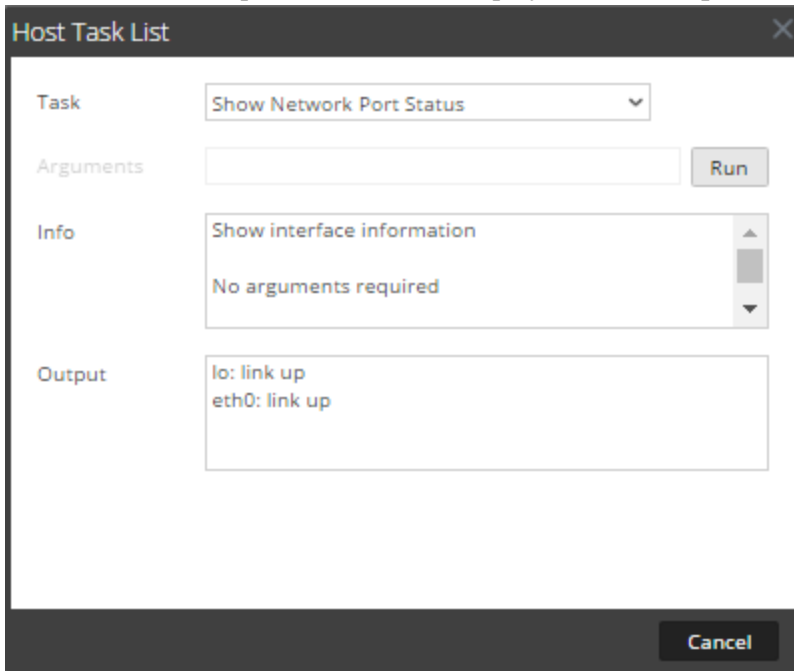 Host Task List
Task
Show Network Port Status
Arguments
Run
Info
Show interface information
No arguments required
Output
lo: link up
eth0: link up
Cancel